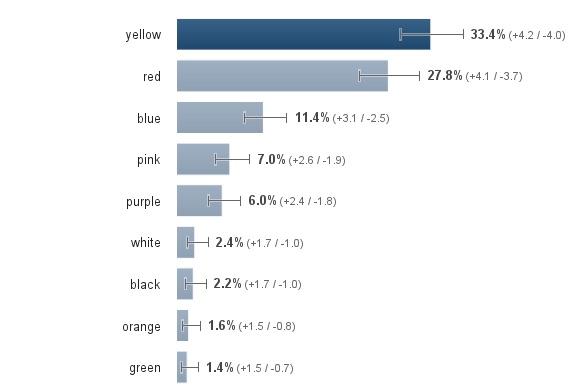 yellow 33.4% (+4.2 / -4.0)
red 27.8% (+4.1 / -3.7)
blue 11.4% (+3.1 / -2.5)
pink 7.0% (+2.6 / -1.9)
purple 6.0% (+2.4 / -1.8)
white 2.4% (+1.7 / -1.0)
black 2.2% (+1.7 / -1.0)
orange 1.6% (+1.5 / -0.8)
green 1.4% (+1.5 / -0.7)